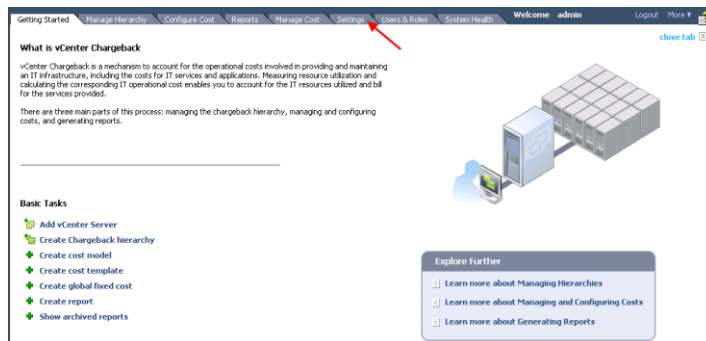 Getting Started Manage Hierarchy Configure Cost Reports Manage Cost Settings Users & Roles System Health Welcome admin Logout More
close tab
What is vCenter Chargeback
vCenter Chargeback is a mechanism to account for the operational costs involved in providing and maintaining
an IT infrastructure, including the costs for IT services and applications. Measuring resource utilization and
calculating the corresponding IT operational cost enables you to account for the IT resources utilized and bill
for the services provided.
There are three main parts of this process: managing the chargeback hierarchy, managing and configuring
costs, and generating reports.
Basic Tasks
Add vCenter Server
Create Chargeback hierarchy
Create cost model
Create cost template
Create global fixed cost
Create report
Show archived reports
Explore Further
Learn more about Managing Hierarchies
Learn more about Managing and Configuring Costs
Learn more about Generating Reports